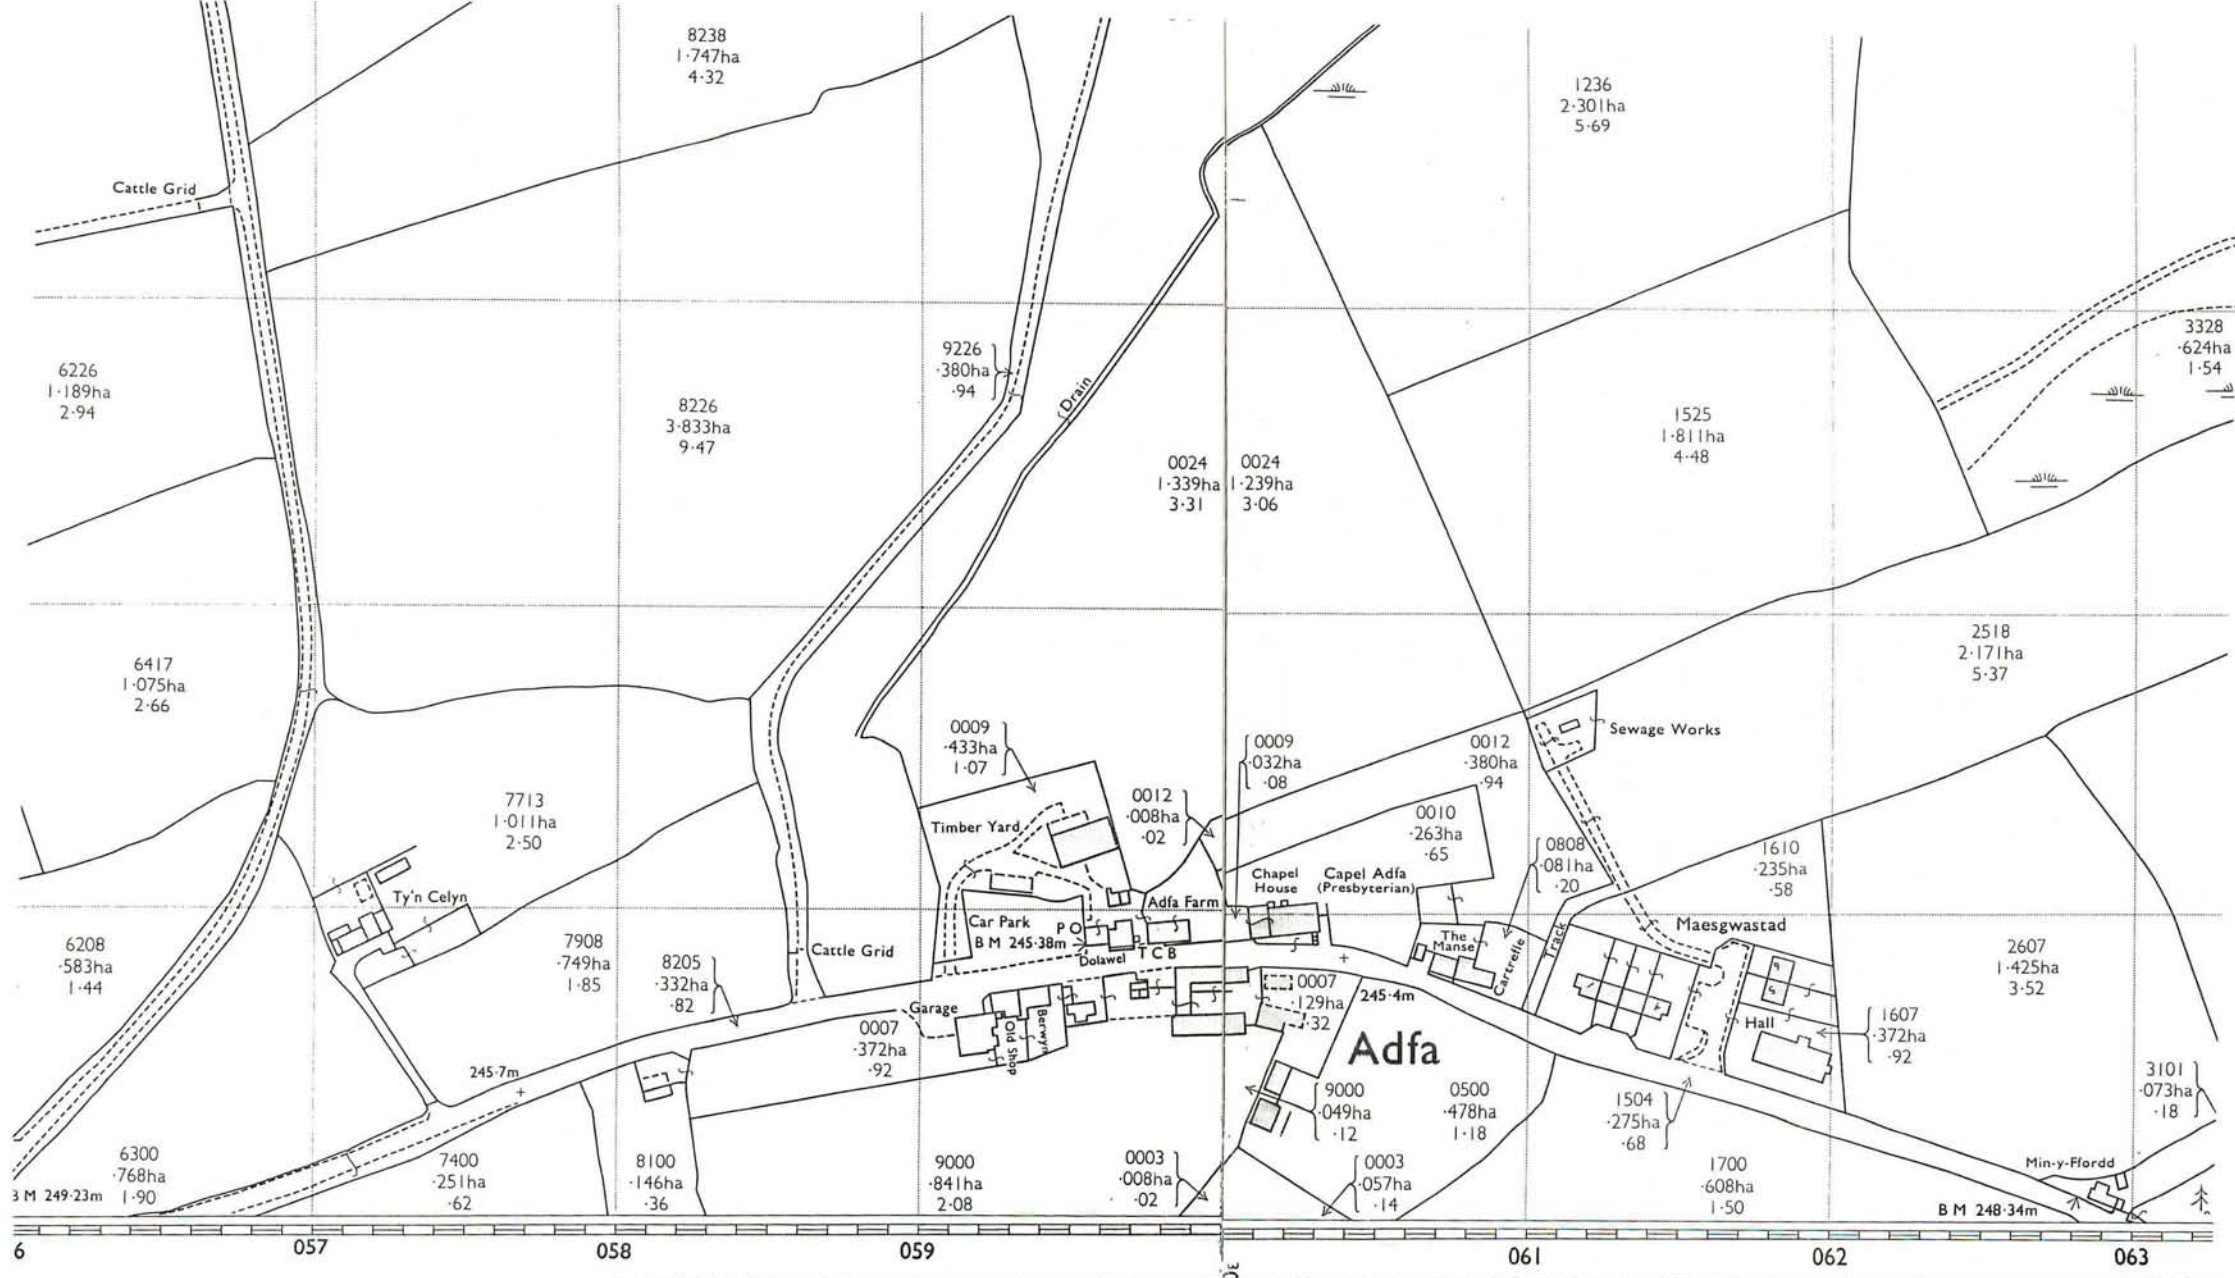 8238
1·747ha
4·32
1236
2·301ha
5·69
Cattle Grid
6226
1·189ha
2·94
8226
3·833ha
9·47
9226
·380ha
·94
Drain
0024
1·339ha
3·31
0024
1·239ha
3·06
1525
1·811ha
4·48
3328
·624ha
1·54
6417
1·075ha
2·66
2518
2·171ha
5·37
0009
·433ha
1·07
0009
·032ha
·08
0012
·380ha
·94
Sewage Works
7713
1·011ha
2·50
Timber Yard
0012
·008ha
·02
0010
·263ha
·65
0808
·081ha
·20
1610
·235ha
·58
Ty'n Celyn
Chapel
House
Capel Adfa
(Presbyterian)
Adfa Farm
Car Park
P O
B M 245·38m
Dolawel
T C B
The
Manse
Cartrefle
Track
Maesgwastad
6208
·583ha
1·44
7908
·749ha
1·85
Cattle Grid
8205
·332ha
·82
Garage
0007
·372ha
·92
Old Shop
Berwyn
0007
·129ha
·32
245·4m
Adfa
1
4
6
5
Hall
1607
·372ha
·92
2607
1·425ha
3·52
245·7m
9000
·049ha
·12
0500
·478ha
1·18
1504
·275ha
·68
3101
·073ha
·18
6300
·768ha
1·90
B M 249·23m
7400
·251ha
·62
8100
·146ha
·36
9000
·841ha
2·08
0003
·008ha
·02
0003
·057ha
·14
1700
·608ha
1·50
Min-y-Ffordd
B M 248·34m
6
057
058
059
061
062
063